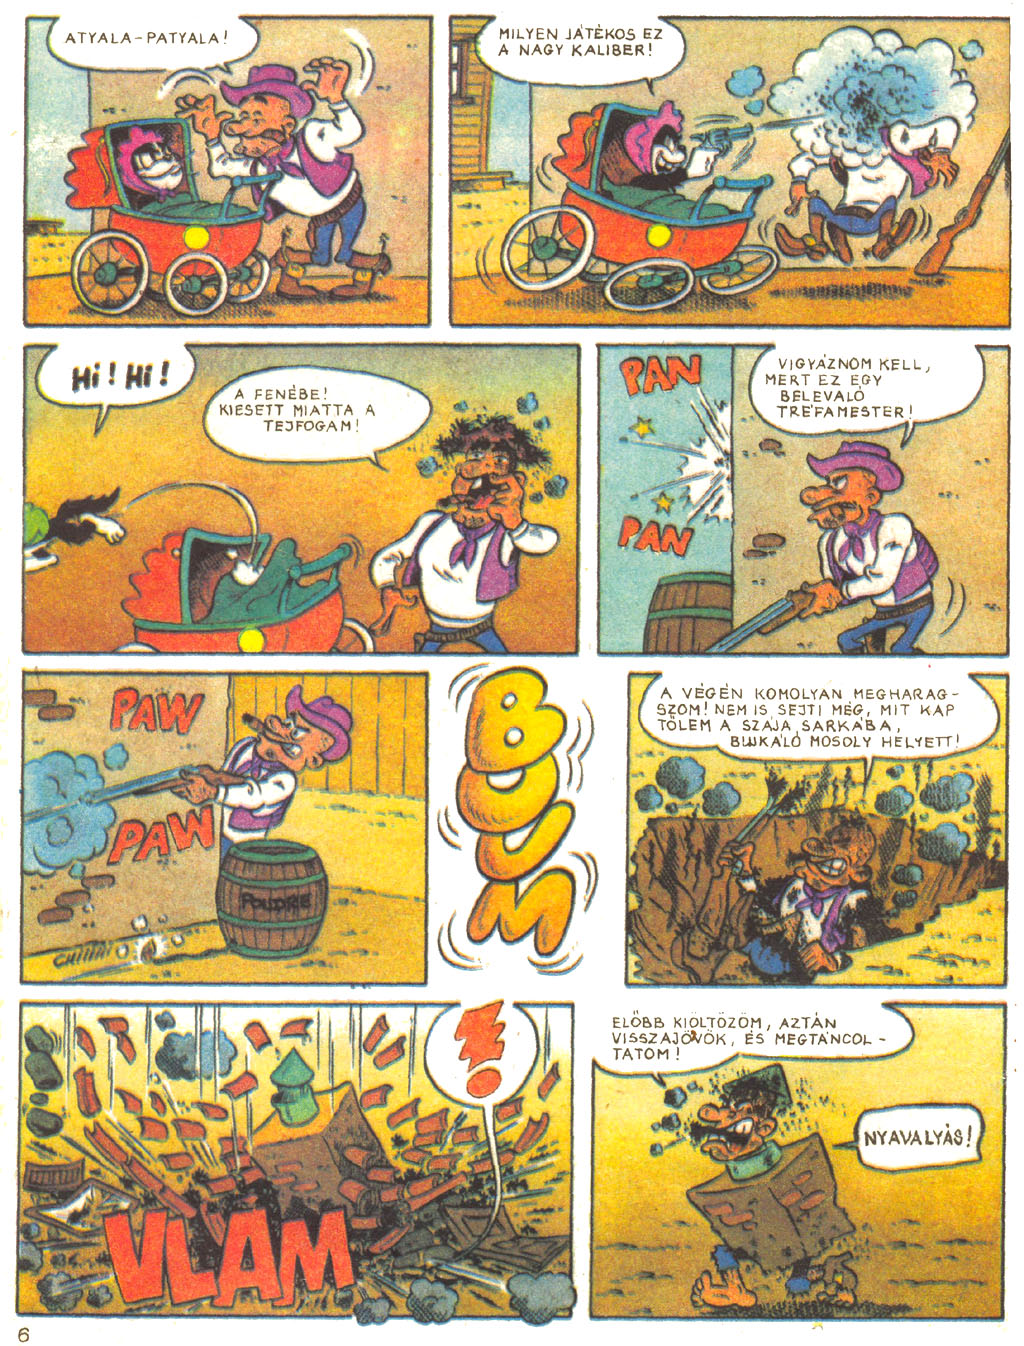 ATYALA-PATYALA!
MILYEN JÁTÉKOS EZ
A NAGY KALIBER!
Hi! Hi!
A FENÉBE!
KIESETT MIATTA A
TEJFOGAM!
PAN
PAN
VIGYÁZNOM KELL,
MERT EZ EGY
BELEVALÓ
TRÉFAMESTER!
PAW
PAW
POUDRE
BOUM
A VÉGÉN KOMOLYAN MEGHARAG-
SZOM! NEM IS SEJTI MÉG, MIT KAP
TŐLEM A SZÁJA SARKÁBA,
BUJKÁLÓ MOSOLY HELYETT!
VLAM
!
ELŐBB KIÖLTÖZÖM, AZTÁN
VISSZAJÖVÖK, ÉS MEGTÁNCOL-
TATOM!
NYAVALYÁS!
6